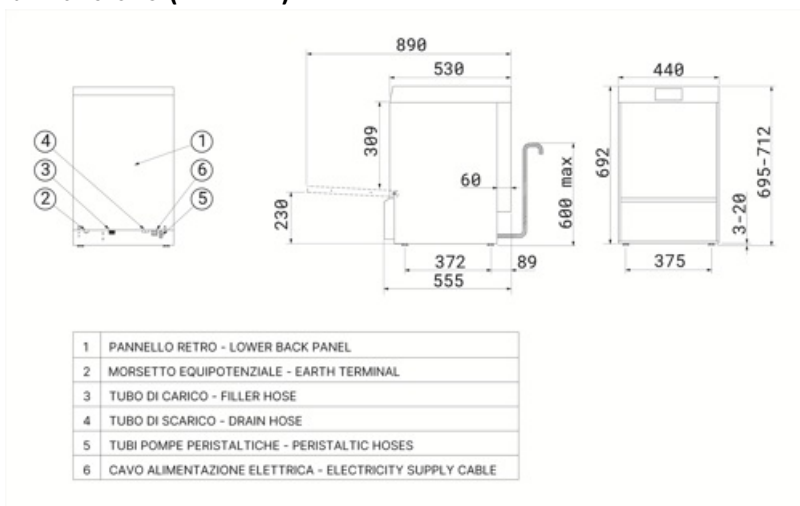 890
530
440
309
60
230
600 max
692
695-712
3-20
372
89
555
375
4
1
3
6
2
5
1 PANNELLO RETRO - LOWER BACK PANEL
2 MORSETTO EQUIPOTENZIALE - EARTH TERMINAL
3 TUBO DI CARICO - FILLER HOSE
4 TUBO DI SCARICO - DRAIN HOSE
5 TUBI POMPE PERISTALTICHE - PERISTALTIC HOSES
6 CAVO ALIMENTAZIONE ELETTRICA - ELECTRICITY SUPPLY CABLE